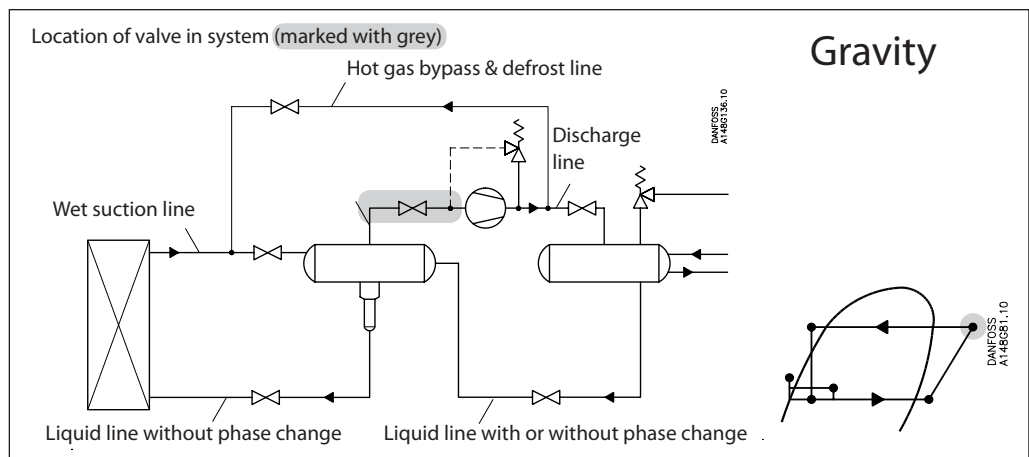 Location of valve in system (marked with grey)
Gravity
Hot gas bypass & defrost line
DANFOSS
A148G136.10
Discharge
line
Wet suction line
DANFOSS
A148G81.10
Liquid line without phase change
Liquid line with or without phase change